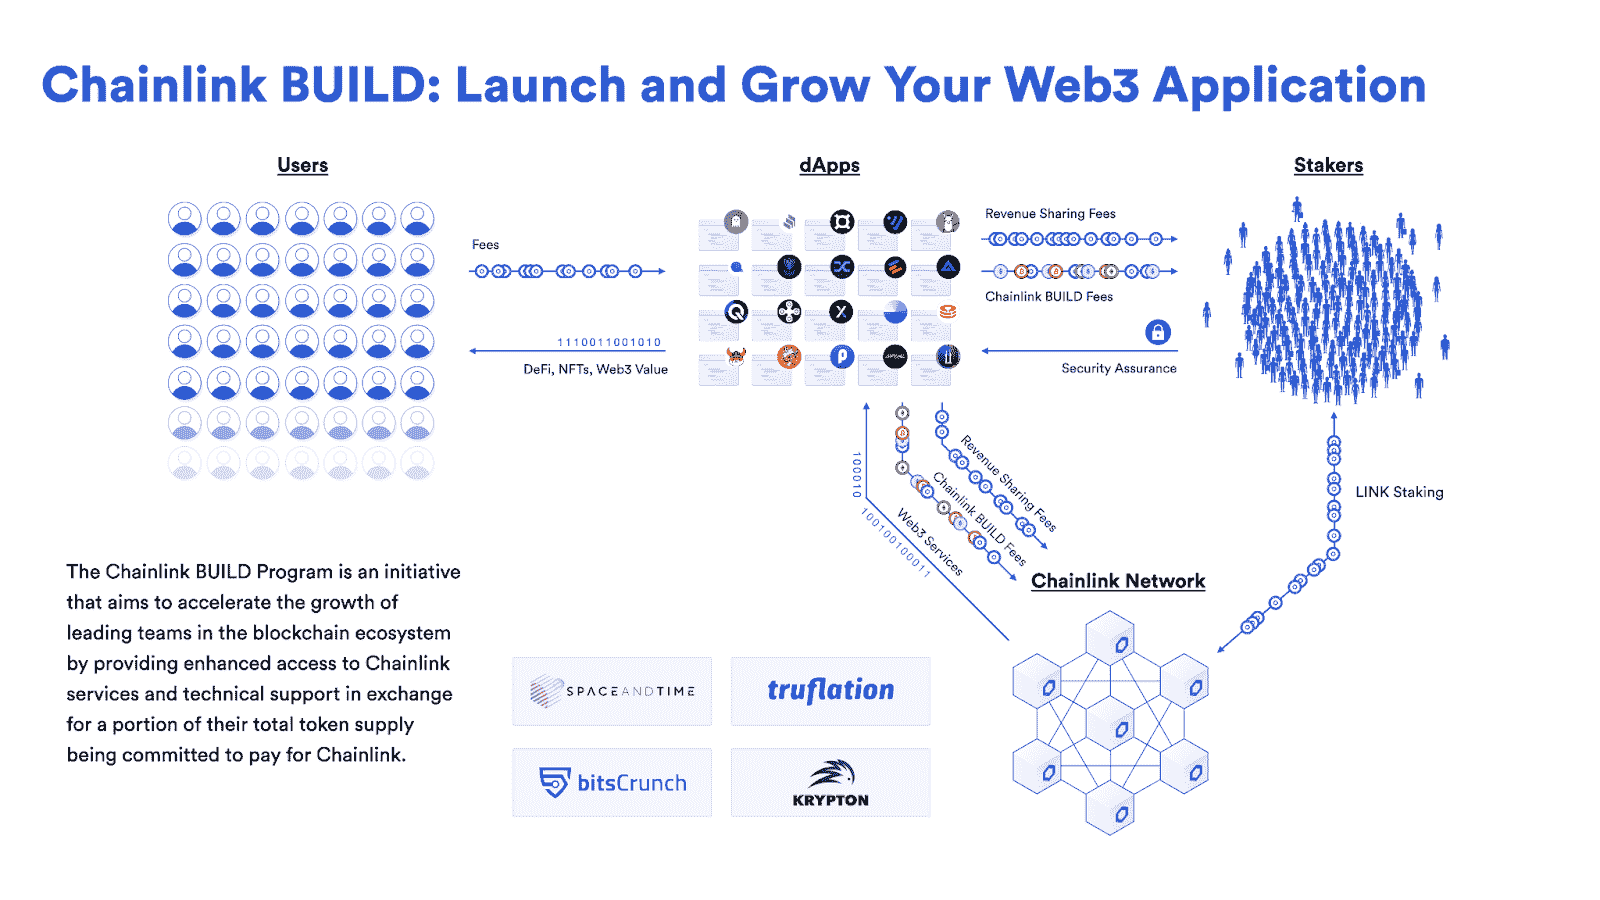 Chainlink BUILD: Launch and Grow Your Web3 Application
Users
dApps
Stakers
Fees
1110011001010
DeFi, NFTs, Web3 Value
Revenue Sharing Fees
Chainlink BUILD Fees
Security Assurance
100010
100100100011
Web3 Services
Chainlink BUILD Fees
Revenue Sharing Fees
LINK Staking
Chainlink Network
The Chainlink BUILD Program is an initiative
that aims to accelerate the growth of
leading teams in the blockchain ecosystem
by providing enhanced access to Chainlink
services and technical support in exchange
for a portion of their total token supply
being committed to pay for Chainlink.
SPACEANDTIME
truflation
bitsCrunch
KRYPTON